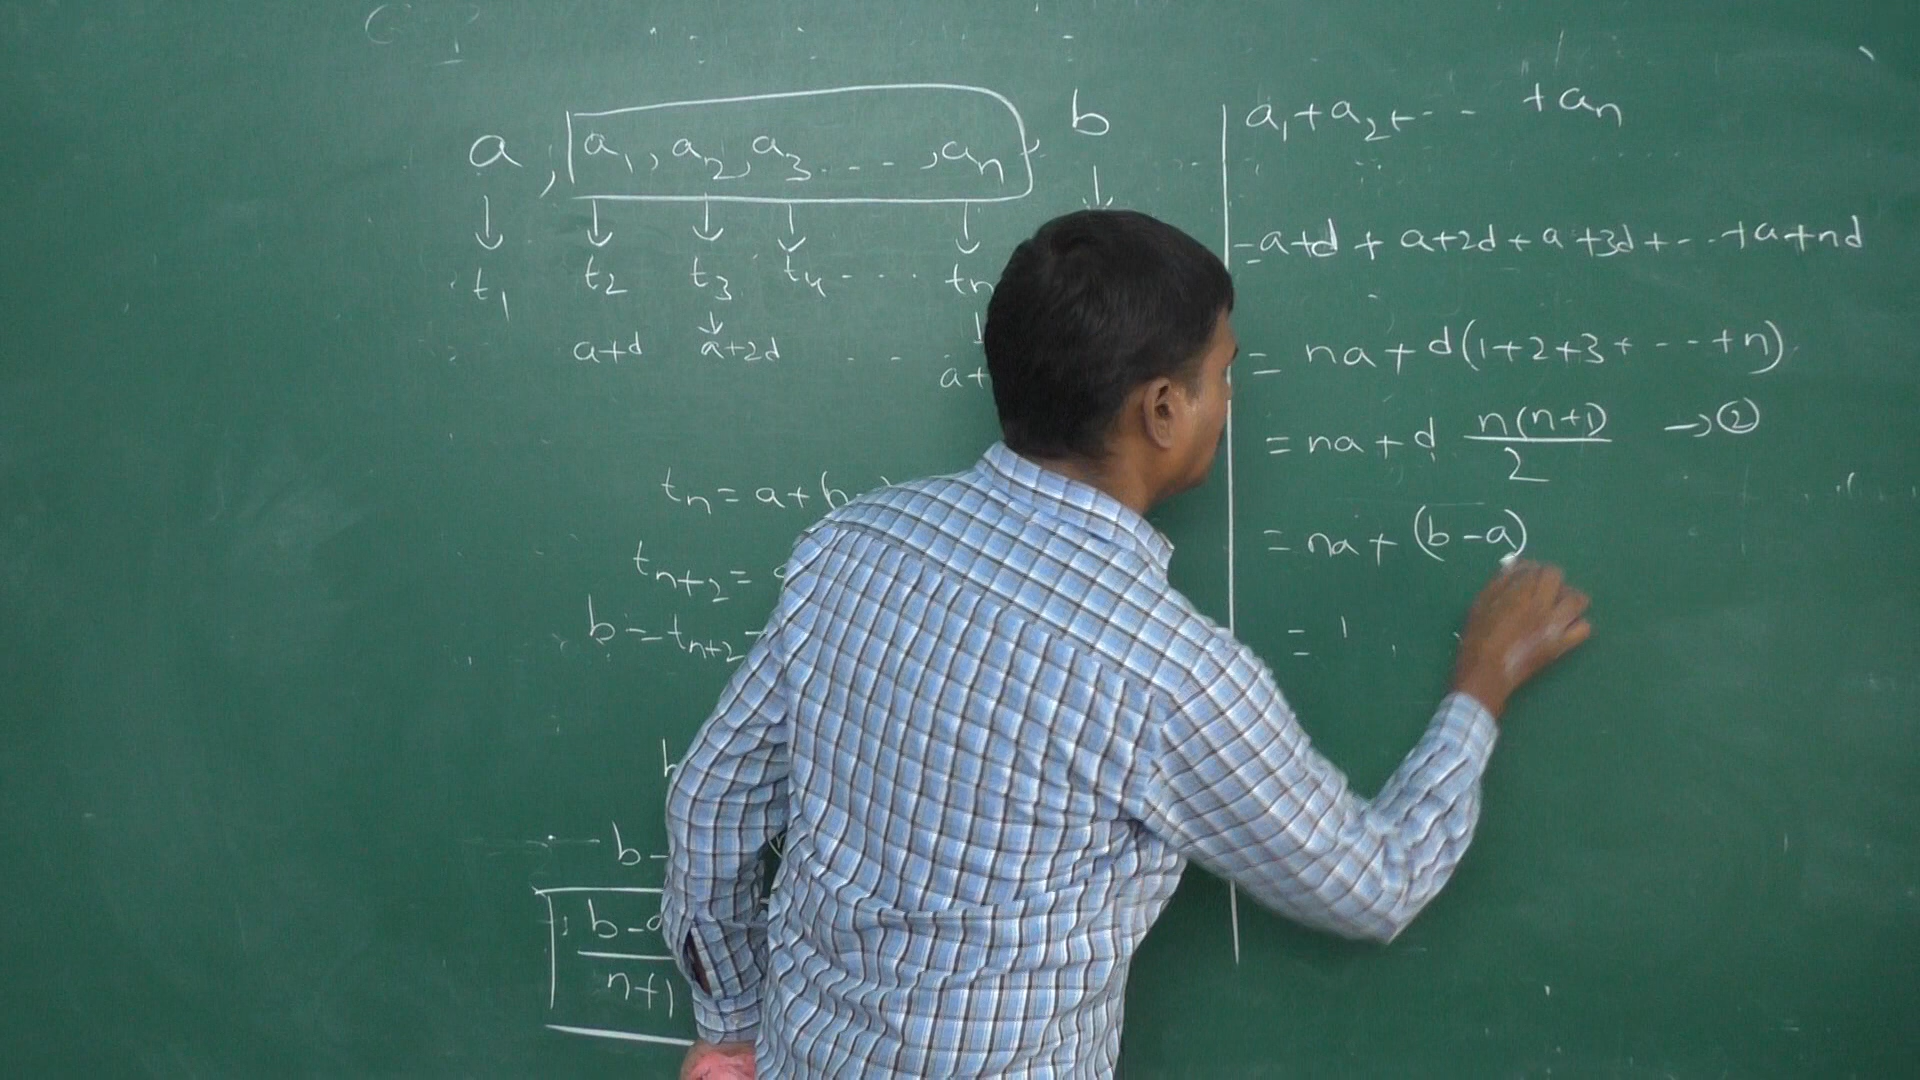 a, a₁, a₂, a₃ ... , aₙ, b
↓ ↓ ↓ ↓ ↓ ↓
t₁ t₂ t₃ t₄ .... tₙ
↓
a+d a+2d ....
a+
tₙ = a+(
tₙ₊₂ =
b = tₙ₊₂ =
b-
b-a
n+1
a₁+a₂+--- +aₙ
= a+d + a+2d + a+3d + ... + a+nd
= na + d(1+2+3+ --- +n)
= na + d n(n+1)/2 → ②
= na + (b-a)
=